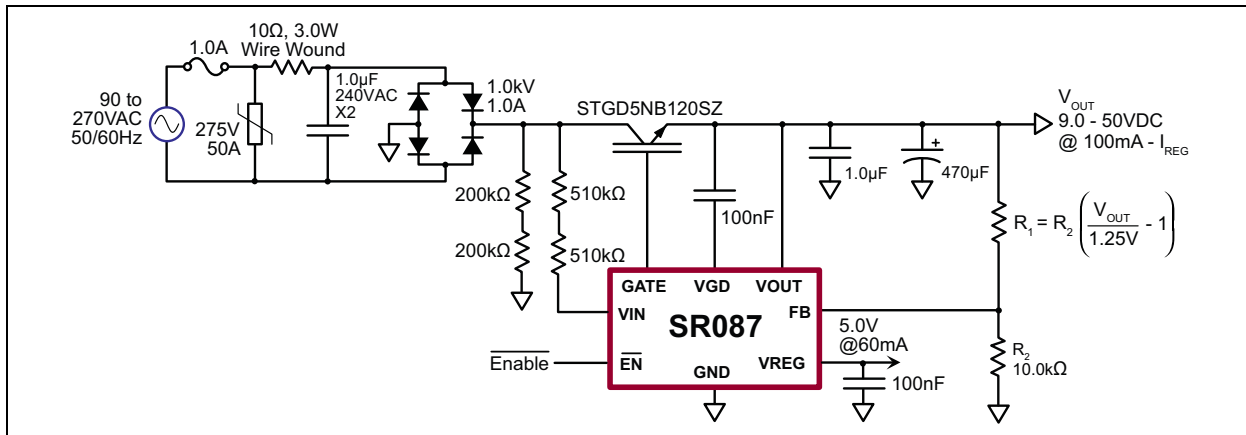 1.0A
10Ω, 3.0W
Wire Wound
90 to
270VAC
50/60Hz
275V
50A
1.0µF
240VAC
X2
1.0kV
1.0A
STGD5NB120SZ
V_OUT
9.0 - 50VDC
@ 100mA - I_REG
200kΩ
200kΩ
510kΩ
510kΩ
100nF
1.0µF
+
470µF
R₁ = R₂ (V_OUT / 1.25V - 1)
GATE VGD VOUT
VIN
FB
SR087
Enable
EN
GND
VREG
5.0V
@60mA
100nF
R₂
10.0kΩ